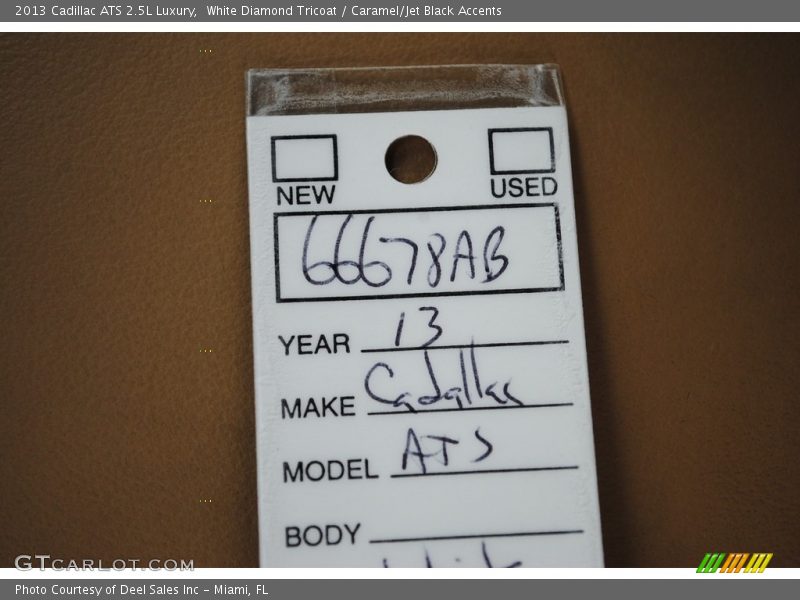 2013 Cadillac ATS 2.5L Luxury,  White Diamond Tricoat / Caramel/Jet Black Accents
NEW USED
66678AB
YEAR 13
MAKE Cadallac
MODEL ATS
BODY
GTCARLOT.COM
Photo Courtesy of Deel Sales Inc – Miami, FL